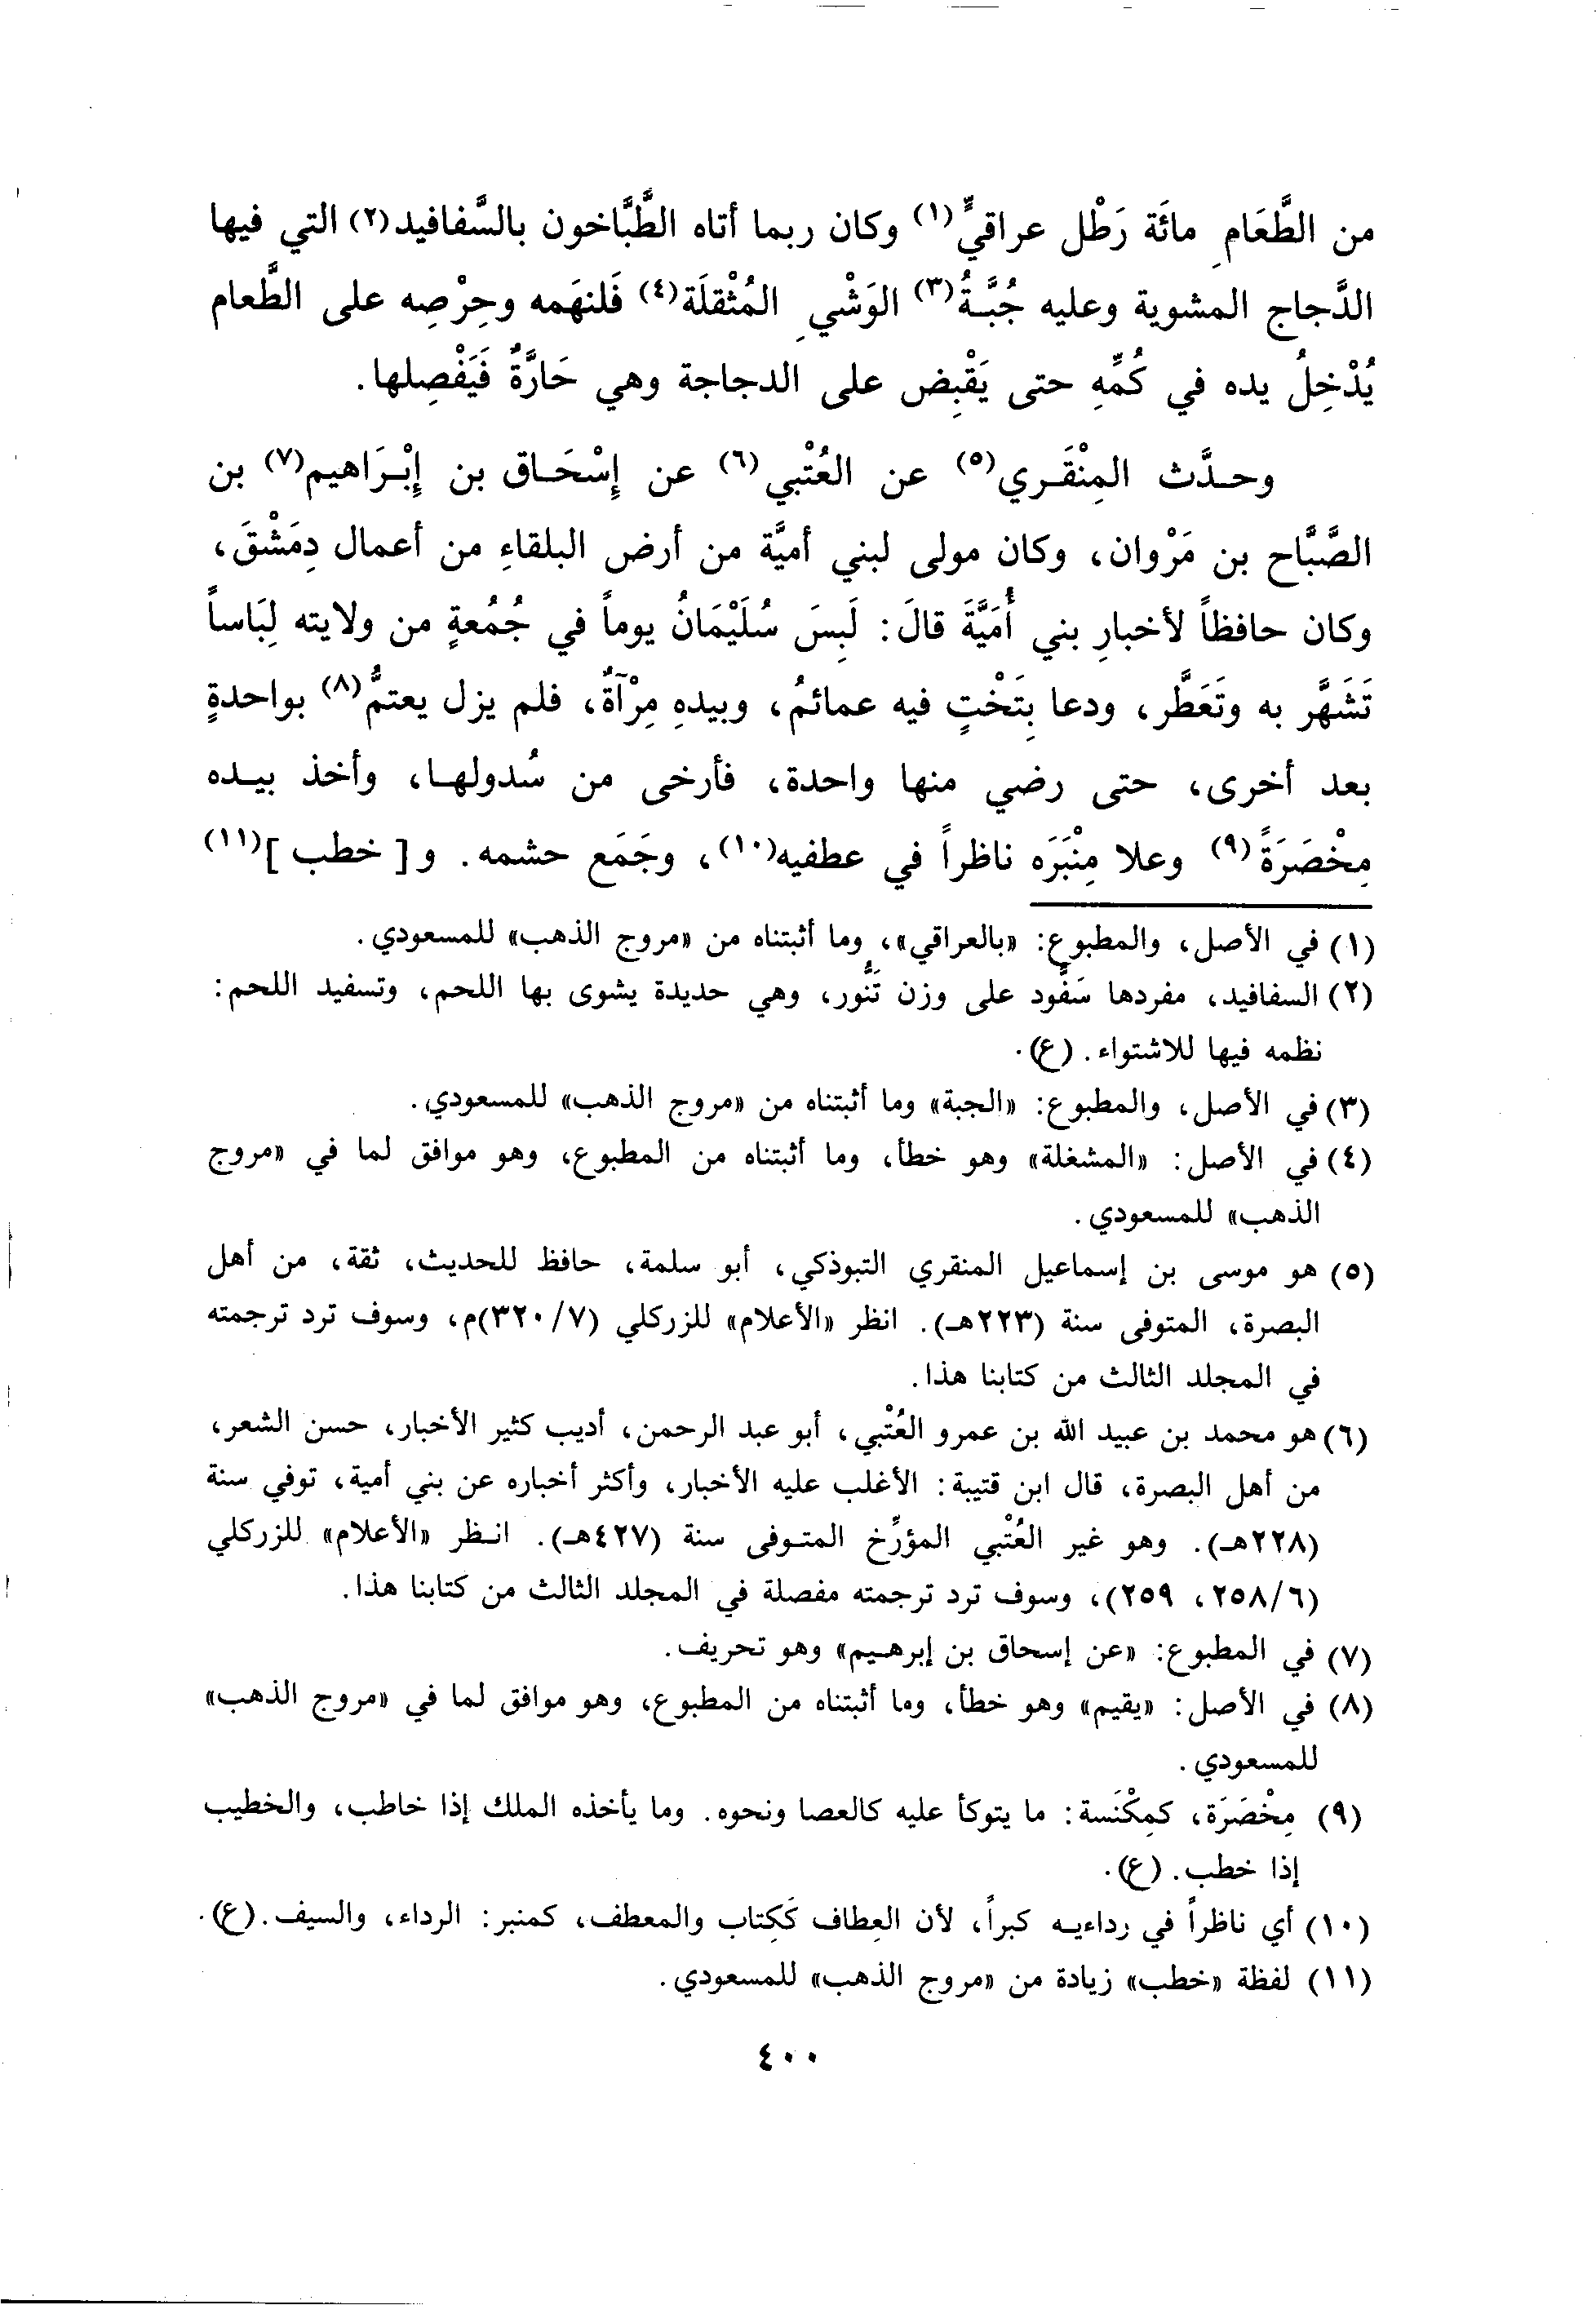 من الطَّعَامِ مائَة رَطْل عراقيٍّ(١) وكان ربما أتاه الطَّبَّاخون بالسَّفافيد(٢) التي فيها
الدَّجاج المشوية وعليه جُبَّةُ(٣) الوَشْيِ المُثْقلَة(٤) فَلنهَمه وحِرْصِه على الطَّعام
يُدْخِلُ يده في كُمِّهِ حتى يَقْبِض على الدجاجة وهي حَارَّةٌ فَيَفْصِلها.
وحدَّث المِنْقَري(٥) عن العُتْبي(٦) عن إسْحَاق بن إبْرَاهيم(٧) بن
الصَّبَّاح بن مَرْوان، وكان مولى لبني أميَّة من أرض البلقاءِ من أعمال دِمَشْقَ،
وكان حافظاً لأخبارِ بني أُمَيَّةَ قالَ: لَبِسَ سُلَيْمَانُ يوماً في جُمُعةٍ من ولايته لِبَاساً
تَشَهَّر به وتَعَطَّر، ودعا بِتَخْتٍ فيه عمائمُ، وبيدهِ مِرْآةٌ، فلم يزل يعتمُّ(٨) بواحدةٍ
بعد أخرى، حتى رضي منها واحدة، فأرخى من سُدولها، وأخذ بيده
مِخْصَرَةً(٩) وعلا مِنْبَرَه ناظراً في عطفيه(١٠)، وجَمَع حشمه. و[ خطب ](١١)
(١) في الأصل، والمطبوع: «بالعراقي»، وما أثبتناه من «مروج الذهب» للمسعودي.
(٢) السفافيد، مفردها سَفُّود على وزن تَنُّور، وهي حديدة يشوى بها اللحم، وتسفيد اللحم:
نظمه فيها للاشتواء. (ع).
(٣) في الأصل، والمطبوع: «الجبة» وما أثبتناه من «مروج الذهب» للمسعودي.
(٤) في الأصل: «المشغلة» وهو خطأ، وما أثبتناه من المطبوع، وهو موافق لما في «مروج
الذهب» للمسعودي.
(٥) هو موسى بن إسماعيل المنقري التبوذكي، أبو سلمة، حافظ للحديث، ثقة، من أهل
البصرة، المتوفى سنة (٢٢٣هـ). انظر «الأعلام» للزركلي (٣٢٠/٧)م، وسوف ترد ترجمته
في المجلد الثالث من كتابنا هذا.
(٦) هو محمد بن عبيد الله بن عمرو العُتْبي، أبو عبد الرحمن، أديب كثير الأخبار، حسن الشعر،
من أهل البصرة، قال ابن قتيبة: الأغلب عليه الأخبار، وأكثر أخباره عن بني أمية، توفي سنة
(٢٢٨هـ). وهو غير العُتْبي المؤرِّخ المتوفى سنة (٤٢٧هـ). انظر «الأعلام» للزركلي
(٢٥٨/٦، ٢٥٩)، وسوف ترد ترجمته مفصلة في المجلد الثالث من كتابنا هذا.
(٧) في المطبوع: «عن إسحاق بن إبرهيم» وهو تحريف.
(٨) في الأصل: «يقيم» وهو خطأ، وما أثبتناه من المطبوع، وهو موافق لما في «مروج الذهب»
للمسعودي.
(٩) مِخْصَرَة، كمِكْنَسة: ما يتوكأ عليه كالعصا ونحوه. وما يأخذه الملك إذا خاطب، والخطيب
إذا خطب. (ع).
(١٠) أي ناظراً في رداءيه كبراً، لأن العِطاف كَكِتاب والمعطف، كمنبر: الرداء، والسيف.(ع).
(١١) لفظة «خطب» زيادة من «مروج الذهب» للمسعودي.
٤٠٠